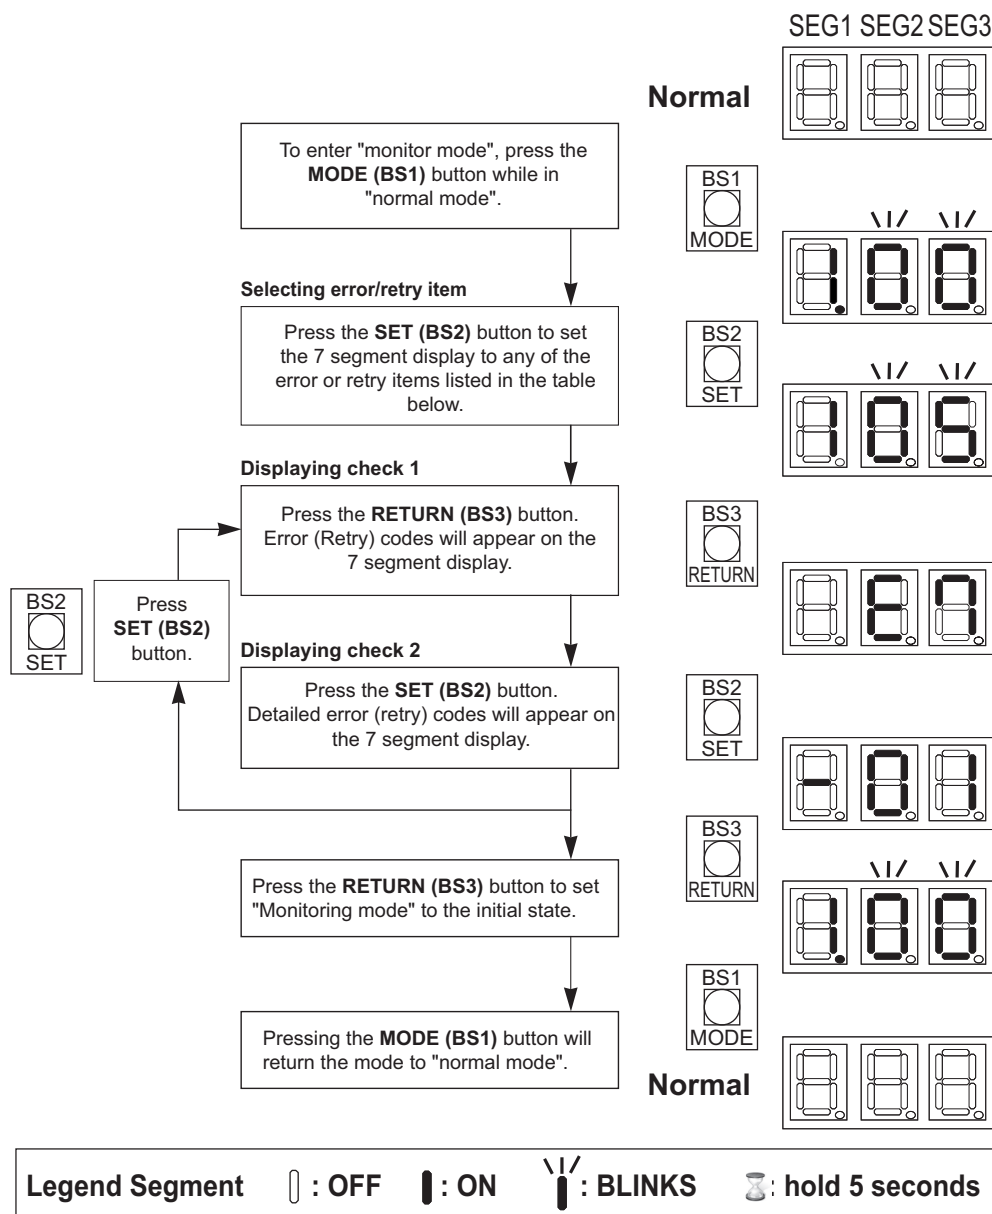 SEG1 SEG2 SEG3
Normal
To enter "monitor mode", press the
MODE (BS1) button while in
"normal mode".
BS1
MODE
1.00
Selecting error/retry item
Press the SET (BS2) button to set
the 7 segment display to any of the
error or retry items listed in the table
below.
BS2
SET
105
Displaying check 1
Press the RETURN (BS3) button.
Error (Retry) codes will appear on the
7 segment display.
BS3
RETURN
E7
BS2
SET
Press
SET (BS2)
button.
Displaying check 2
Press the SET (BS2) button.
Detailed error (retry) codes will appear on
the 7 segment display.
BS2
SET
-01
Press the RETURN (BS3) button to set
"Monitoring mode" to the initial state.
BS3
RETURN
1.00
Pressing the MODE (BS1) button will
return the mode to "normal mode".
BS1
MODE
Normal
Legend Segment : OFF : ON : BLINKS : hold 5 seconds